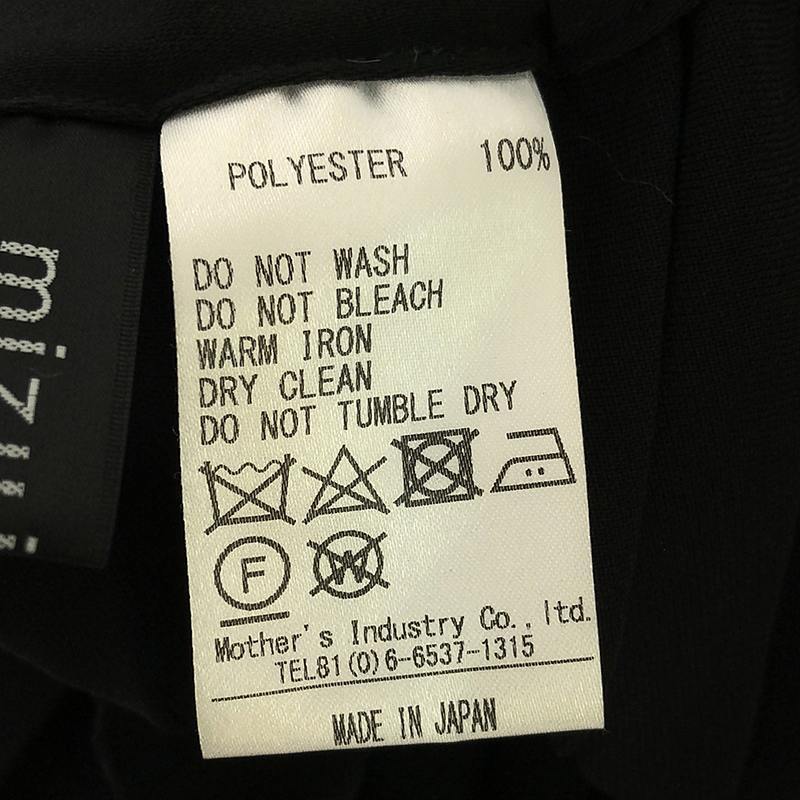 POLYESTER 100%
DO NOT WASH
DO NOT BLEACH
WARM IRON
DRY CLEAN
DO NOT TUMBLE DRY
F
W
Mother's Industry Co., ltd.
TEL81(0)6-6537-1315
MADE IN JAPAN